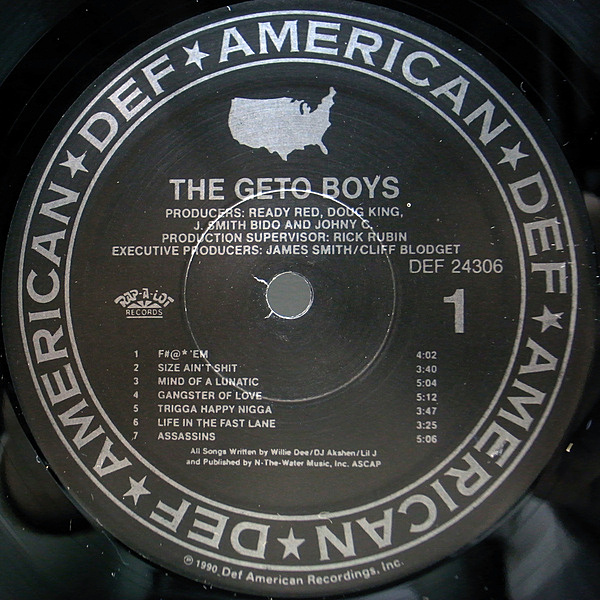 AMERICAN ★ DEF ★ AMERICAN ★ DEF ★ AMERICAN ★ DEF ★
THE GETO BOYS
PRODUCERS: READY RED, DOUG KING,
J. SMITH BIDO AND JOHNY C.
PRODUCTION SUPERVISOR: RICK RUBIN
EXECUTIVE PRODUCERS: JAMES SMITH/CLIFF BLODGET
DEF 24306
RAP-A-LOT
RECORDS
1
1 F#@* 'EM 4:02
2 SIZE AIN'T SHIT 3:40
3 MIND OF A LUNATIC 5:04
4 GANGSTER OF LOVE 5:12
5 TRIGGA HAPPY NIGGA 3:47
6 LIFE IN THE FAST LANE 3:25
7 ASSASSINS 5:06
All Songs Written by Willie Dee/DJ Akshen/Lil J
and Published by N-The-Water Music, Inc. ASCAP
℗ 1990 Def American Recordings, Inc.